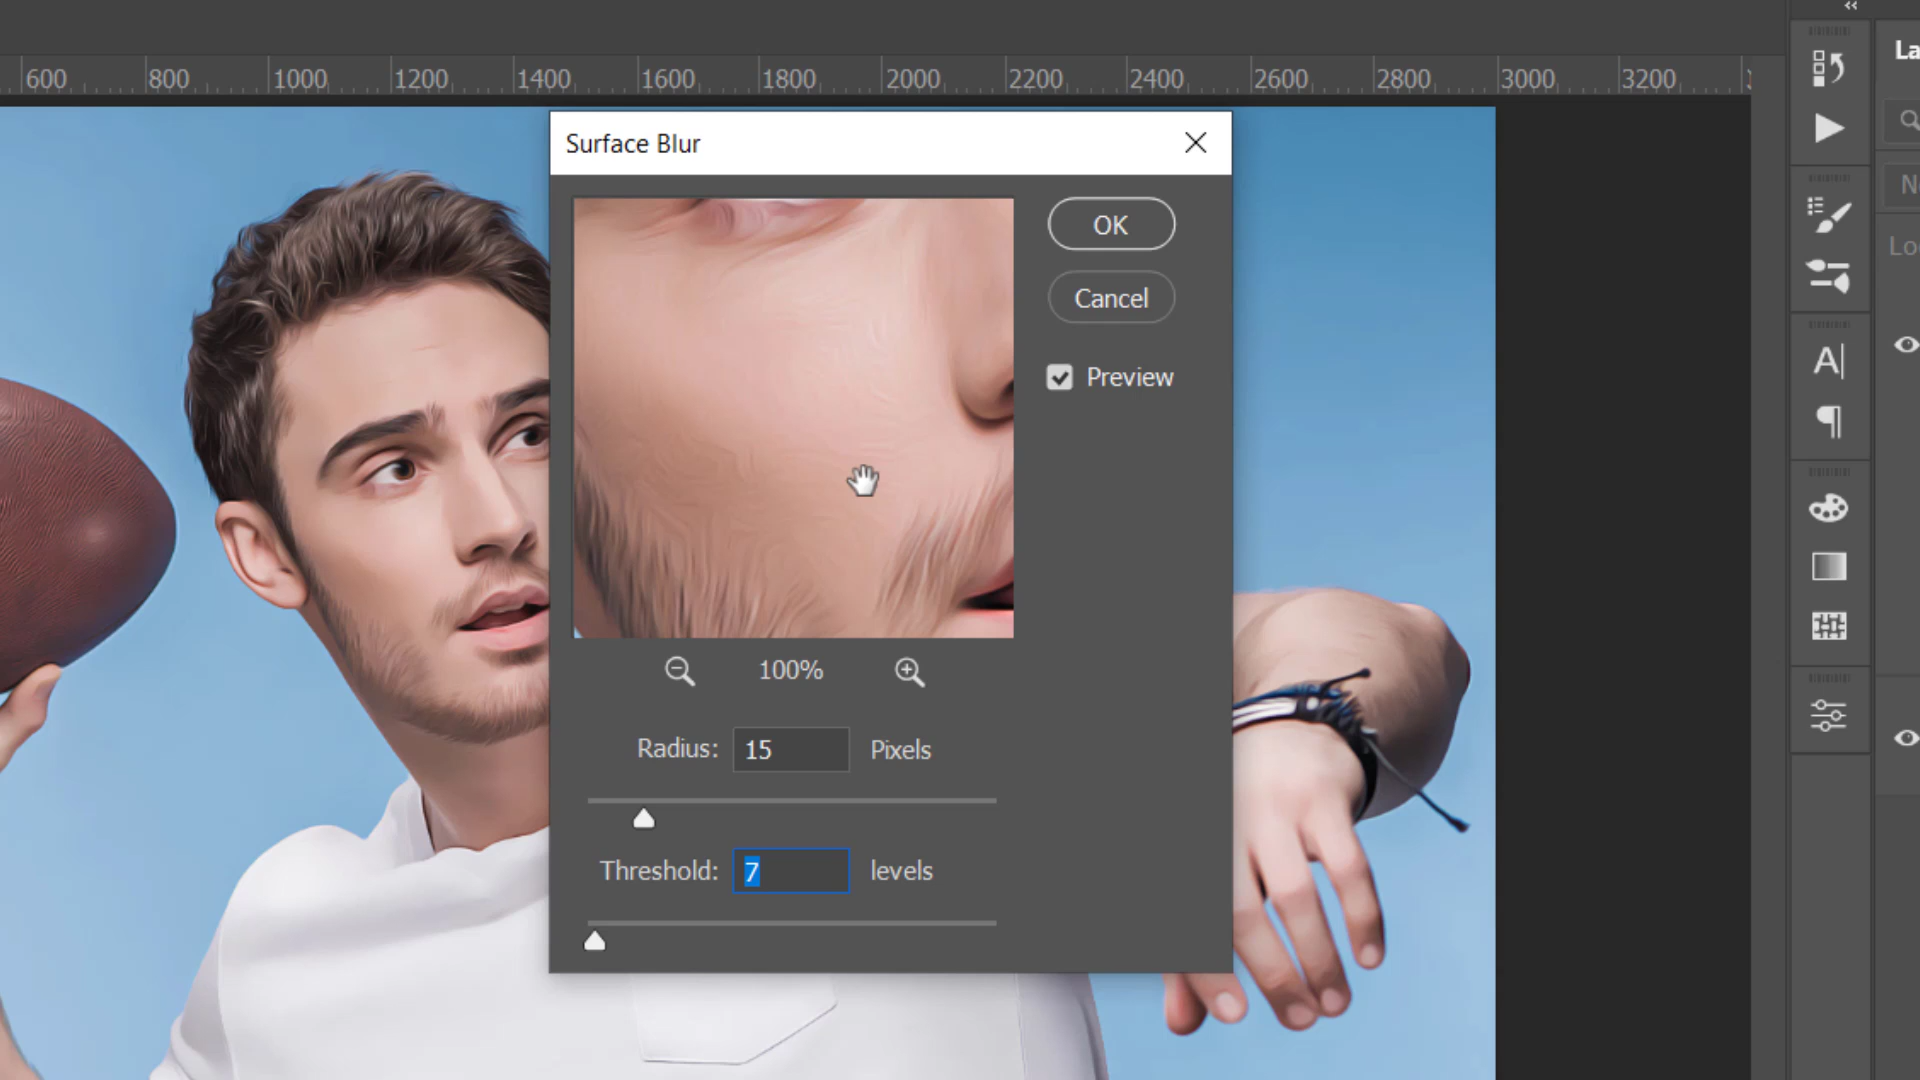 600 800 1000 1200 1400 1600 1800 2000 2200 2400 2600 2800 3000 3200
La
Surface Blur
OK
N
Cancel
Lo
Preview
A
100%
Radius: 15 Pixels
Threshold: 7 levels